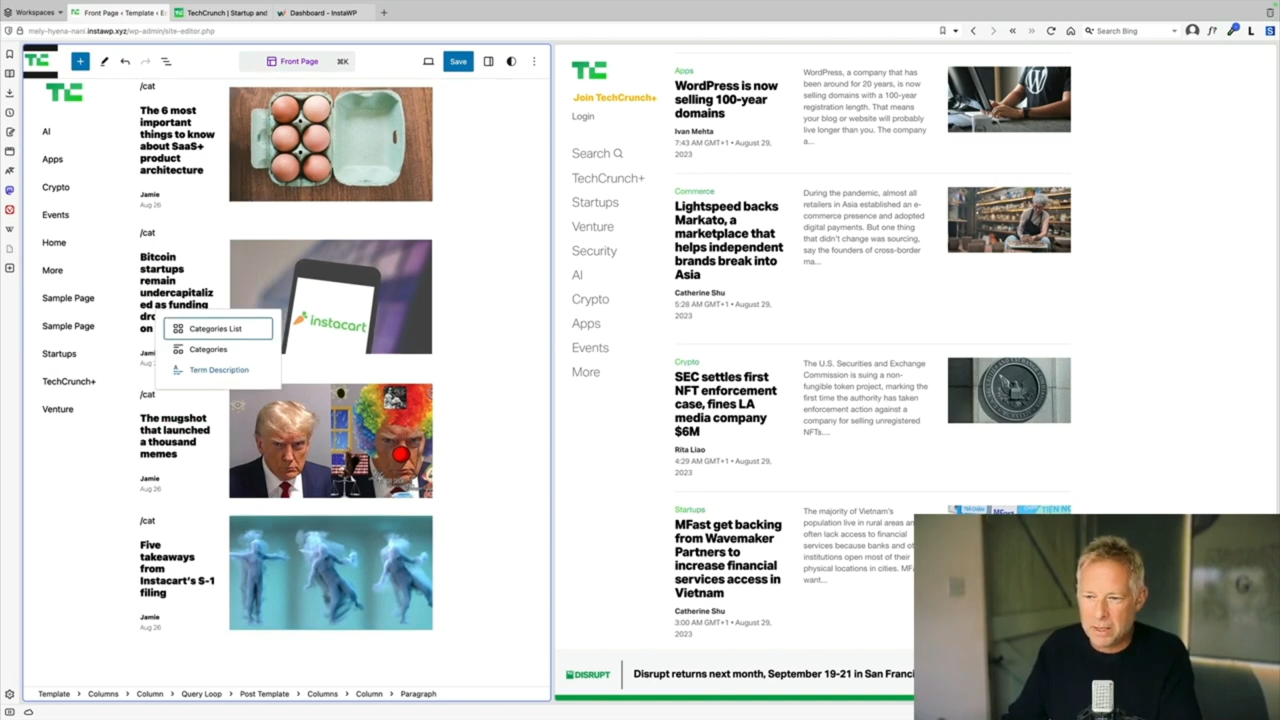 Workspaces
Front Page ‹ Template ‹ E
TechCrunch | Startup and
Dashboard - InstaWP
mely-hyena-nani.instawp.xyz/wp-admin/site-editor.php
Search Bing
Front Page ⌘K
Save
AI
Apps
Crypto
Events
Home
More
Sample Page
Sample Page
Startups
TechCrunch+
Venture
/cat
The 6 most
important
things to know
about SaaS+
product
architecture
Jamie
Aug 26
/cat
Bitcoin
startups
remain
undercapitaliz
ed as funding
on
Aug
instacart
Categories List
Categories
Term Description
/cat
The mugshot
that launched
a thousand
memes
Jamie
Aug 26
/cat
Five
takeaways
from
Instacart's S-1
filing
Jamie
Aug 26
Template › Columns › Column › Query Loop › Post Template › Columns › Column › Paragraph
TC
Join TechCrunch+
Login
Search
TechCrunch+
Startups
Venture
Security
AI
Crypto
Apps
Events
More
Apps
WordPress is now
selling 100-year
domains
Ivan Mehta
7:43 AM GMT+1 • August 29,
2023
WordPress, a company that has
been around for 20 years, is now
selling domains with a 100-year
registration length. That means
your blog or website will probably
live longer than you. The company
a...
Commerce
Lightspeed backs
Markato, a
marketplace that
helps independent
brands break into
Asia
Catherine Shu
5:28 AM GMT+1 • August 29,
2023
During the pandemic, almost all
retailers in Asia established an e-
commerce presence and adopted
digital payments. But one thing
that didn't change was sourcing,
say the founders of cross-border
ma...
Crypto
SEC settles first
NFT enforcement
case, fines LA
media company
$6M
Rita Liao
4:29 AM GMT+1 • August 29,
2023
The U.S. Securities and Exchange
Commission is suing a non-
fungible token project, marking the
first time the authority has taken
enforcement action against a
company for selling unregistered
NFTs....
Startups
MFast get backing
from Wavemaker
Partners to
increase financial
services access in
Vietnam
Catherine Shu
3:00 AM GMT+1 • August 29,
2023
The majority of Vietnam's
population live in rural areas
often lack access to financial
services because banks and
institutions open most of their
physical locations in cities.
want...
DISRUPT
Disrupt returns next month, September 19-21 in San